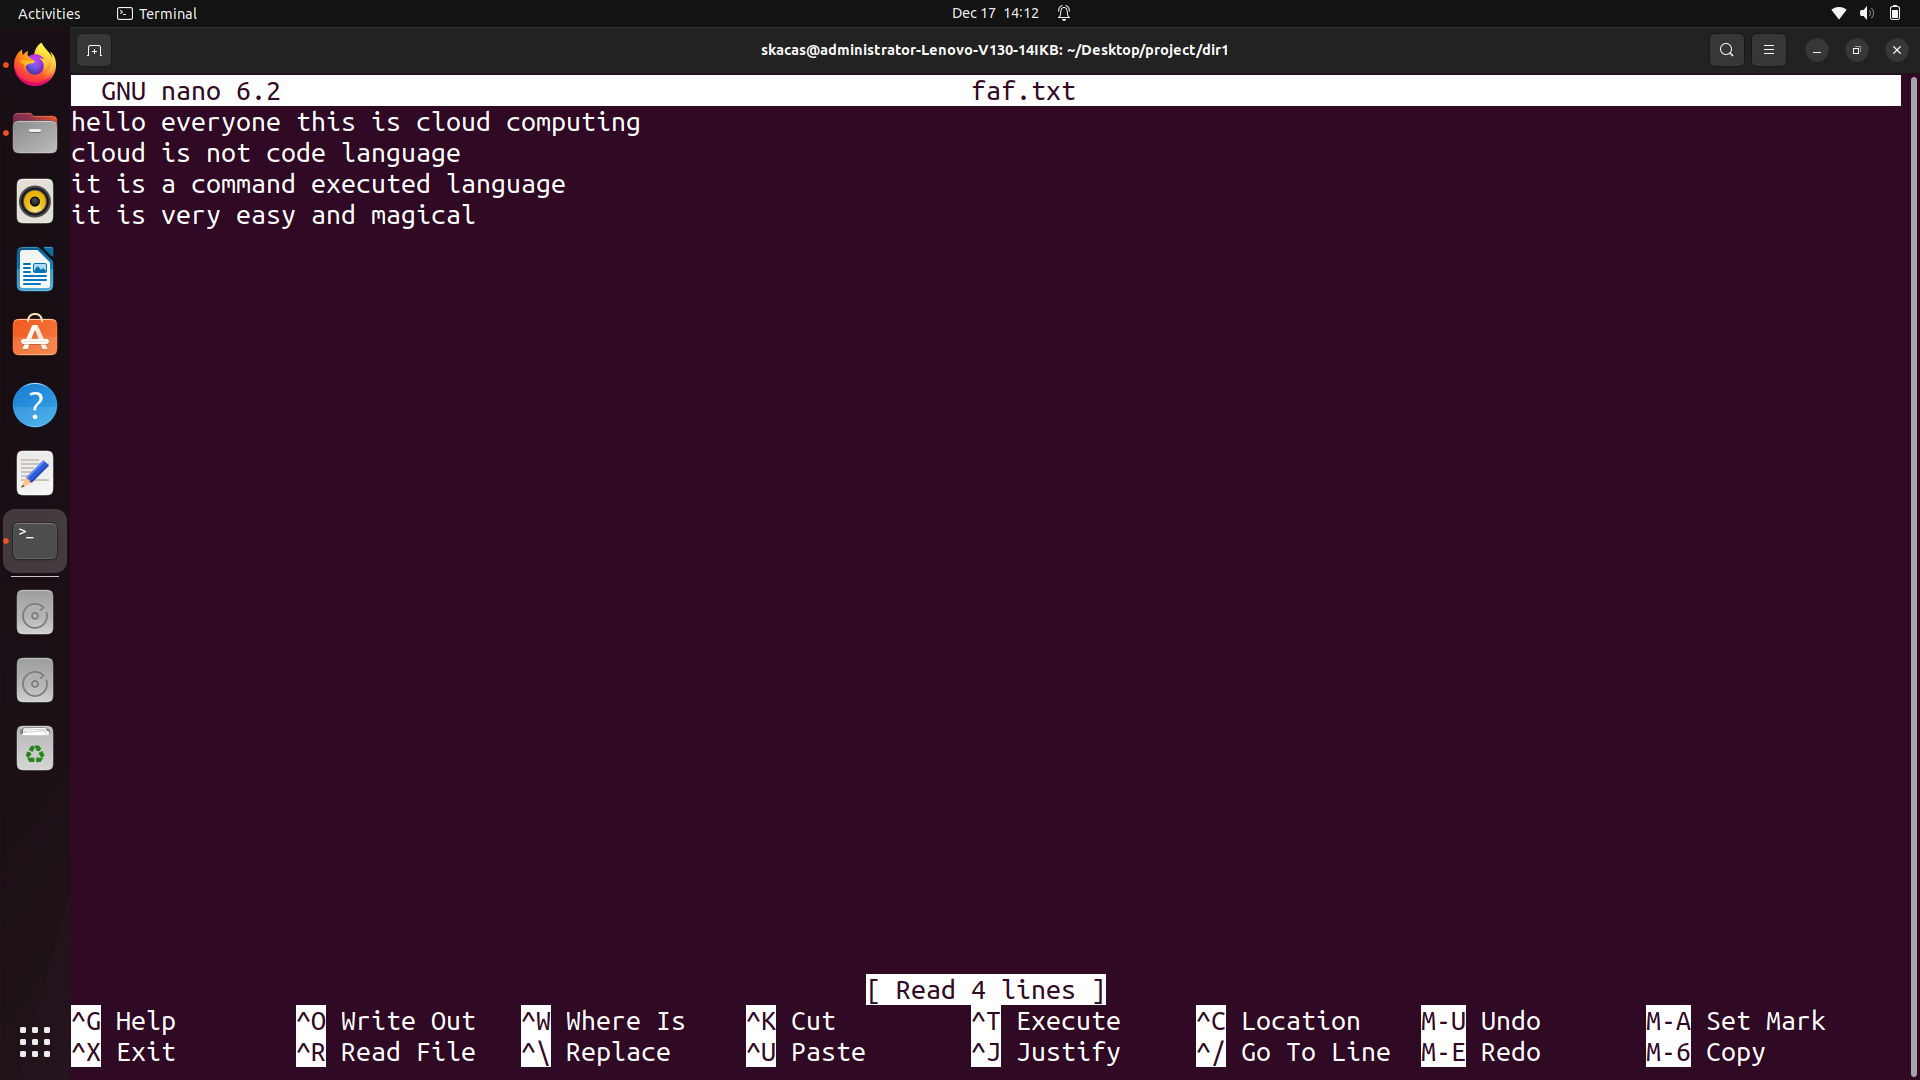 Activities Terminal Dec 17 14:12
skacas@administrator-Lenovo-V130-14IKB: ~/Desktop/project/dir1
GNU nano 6.2 faf.txt
hello everyone this is cloud computing
cloud is not code language
it is a command executed language
it is very easy and magical
[ Read 4 lines ]
^G Help ^O Write Out ^W Where Is ^K Cut ^T Execute ^C Location M-U Undo M-A Set Mark
^X Exit ^R Read File ^\ Replace ^U Paste ^J Justify ^/ Go To Line M-E Redo M-6 Copy